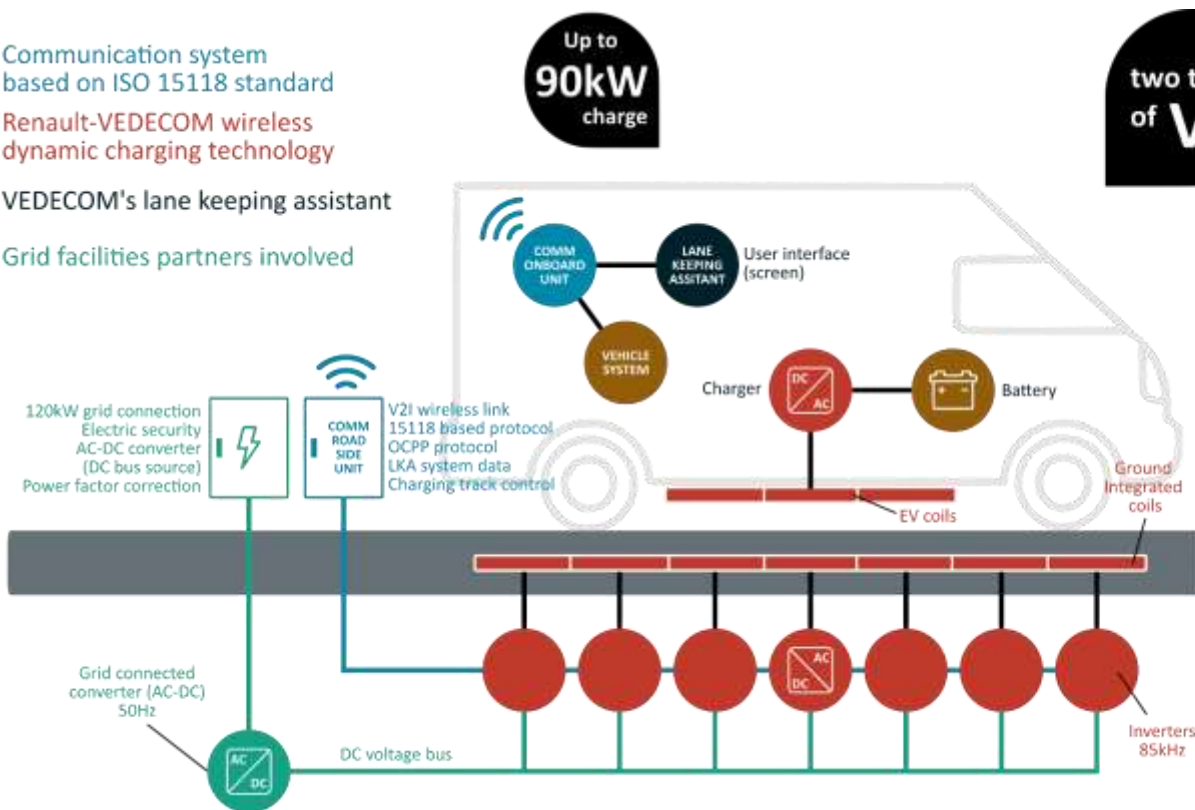 Communication system
based on ISO 15118 standard
Renault-VEDECOM wireless
dynamic charging technology
VEDECOM's lane keeping assistant
Grid facilities partners involved
Up to
90kW
charge
two t
of V
COMM
ONBOARD
UNIT
LANE
KEEPING
ASSITANT
User interface
(screen)
VEHICLE
SYSTEM
Charger
DC
AC
Battery
120kW grid connection
Electric security
AC-DC converter
(DC bus source)
Power factor correction
COMM
ROAD
SIDE
UNIT
V2I wireless link
15118 based protocol
OCPP protocol
LKA system data
Charging track control
EV coils
Ground
Integrated
coils
AC
DC
Grid connected
converter (AC-DC)
50Hz
AC
DC
DC voltage bus
Inverters
85kHz